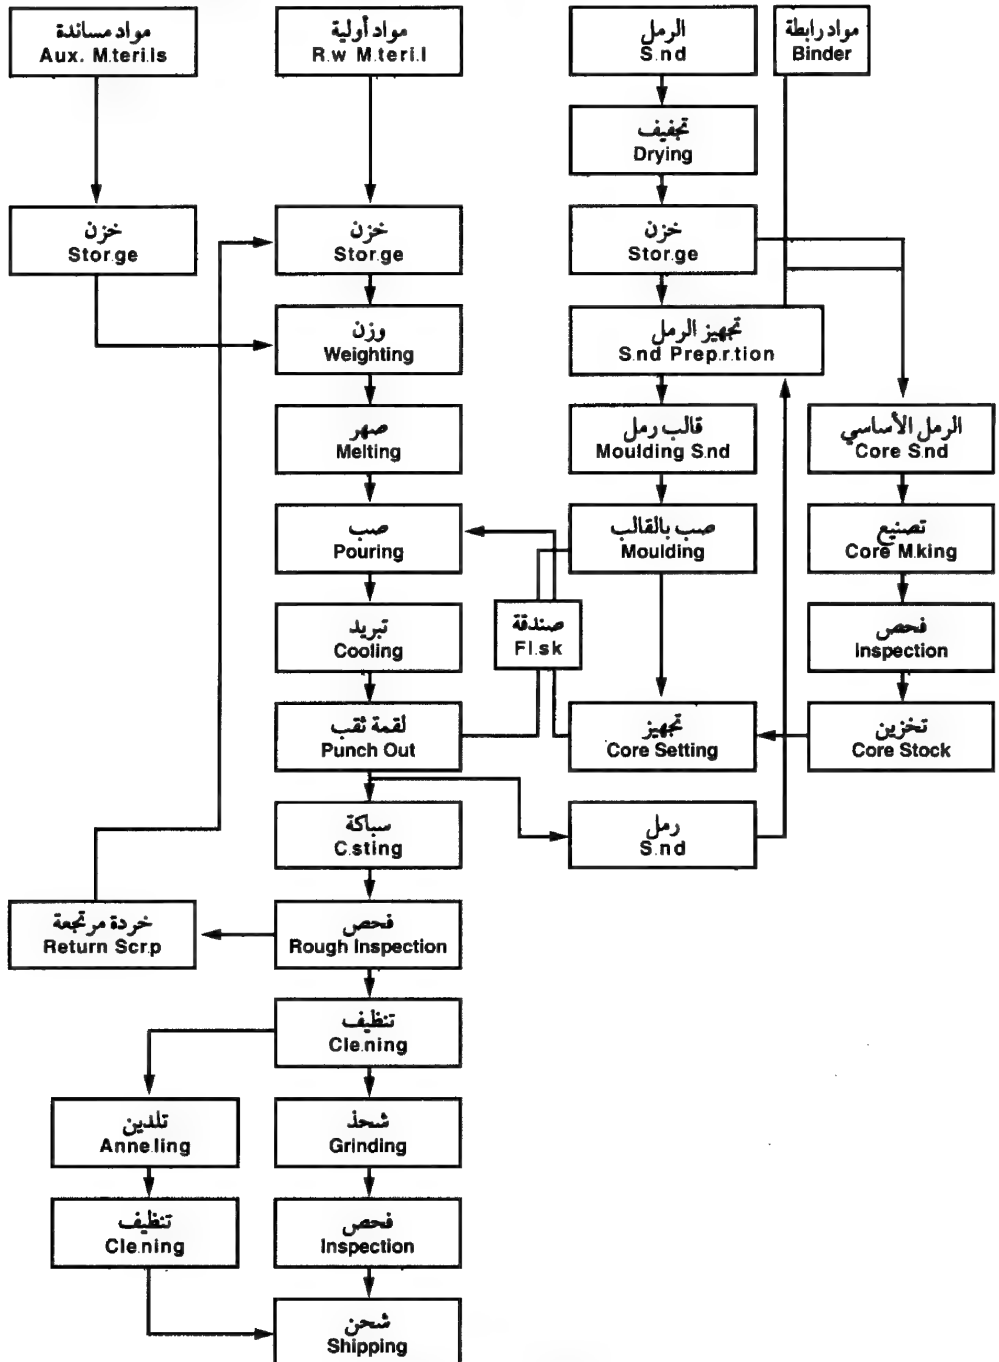 مواد مساندة
Aux. M.teri.ls
مواد أولية
R.w M.teri.l
الرمل
S.nd
مواد رابطة
Binder
تجفيف
Drying
خزن
Stor.ge
خزن
Stor.ge
خزن
Stor.ge
وزن
Weighting
تجهيز الرمل
S.nd Prep.r.tion
صهر
Melting
قالب رمل
Moulding S.nd
الرمل الأساسي
Core S.nd
صب
Pouring
صب بالقالب
Moulding
تصنيع
Core M.king
صندقة
Fl.sk
تبريد
Cooling
فحص
Inspection
لقمة ثقب
Punch Out
تجهيز
Core Setting
تخزين
Core Stock
سباكة
C.sting
رمل
S.nd
خردة مرتجعة
Return Scr.p
فحص
Rough Inspection
تنظيف
Cle.ning
تلدين
Anne.ling
شحذ
Grinding
تنظيف
Cle.ning
فحص
Inspection
شحن
Shipping